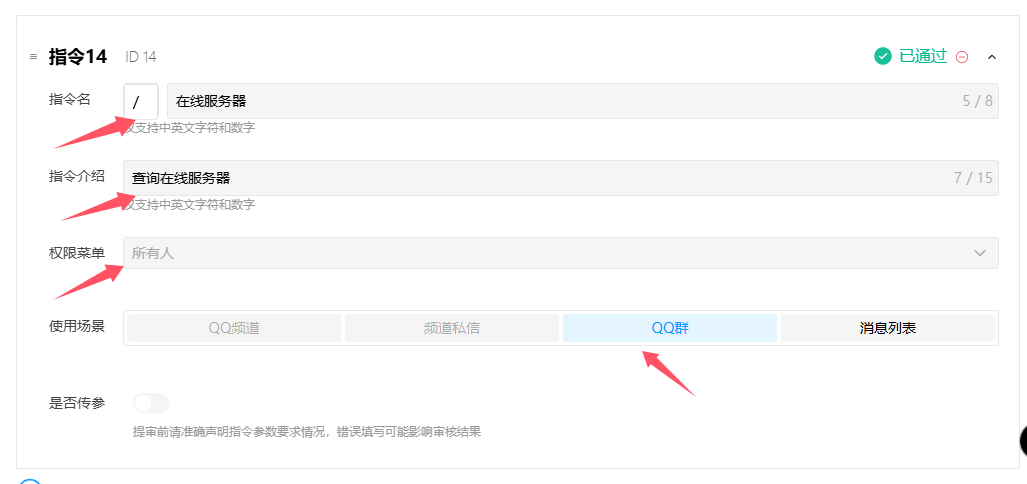 指令14 ID 14 已通过
指令名 / 在线服务器 5 / 8
仅支持中英文字符和数字
指令介绍 查询在线服务器 7 / 15
仅支持中英文字符和数字
权限菜单 所有人
使用场景 QQ频道 频道私信 QQ群 消息列表
是否传参
提审前请准确声明指令参数要求情况，错误填写可能影响审核结果